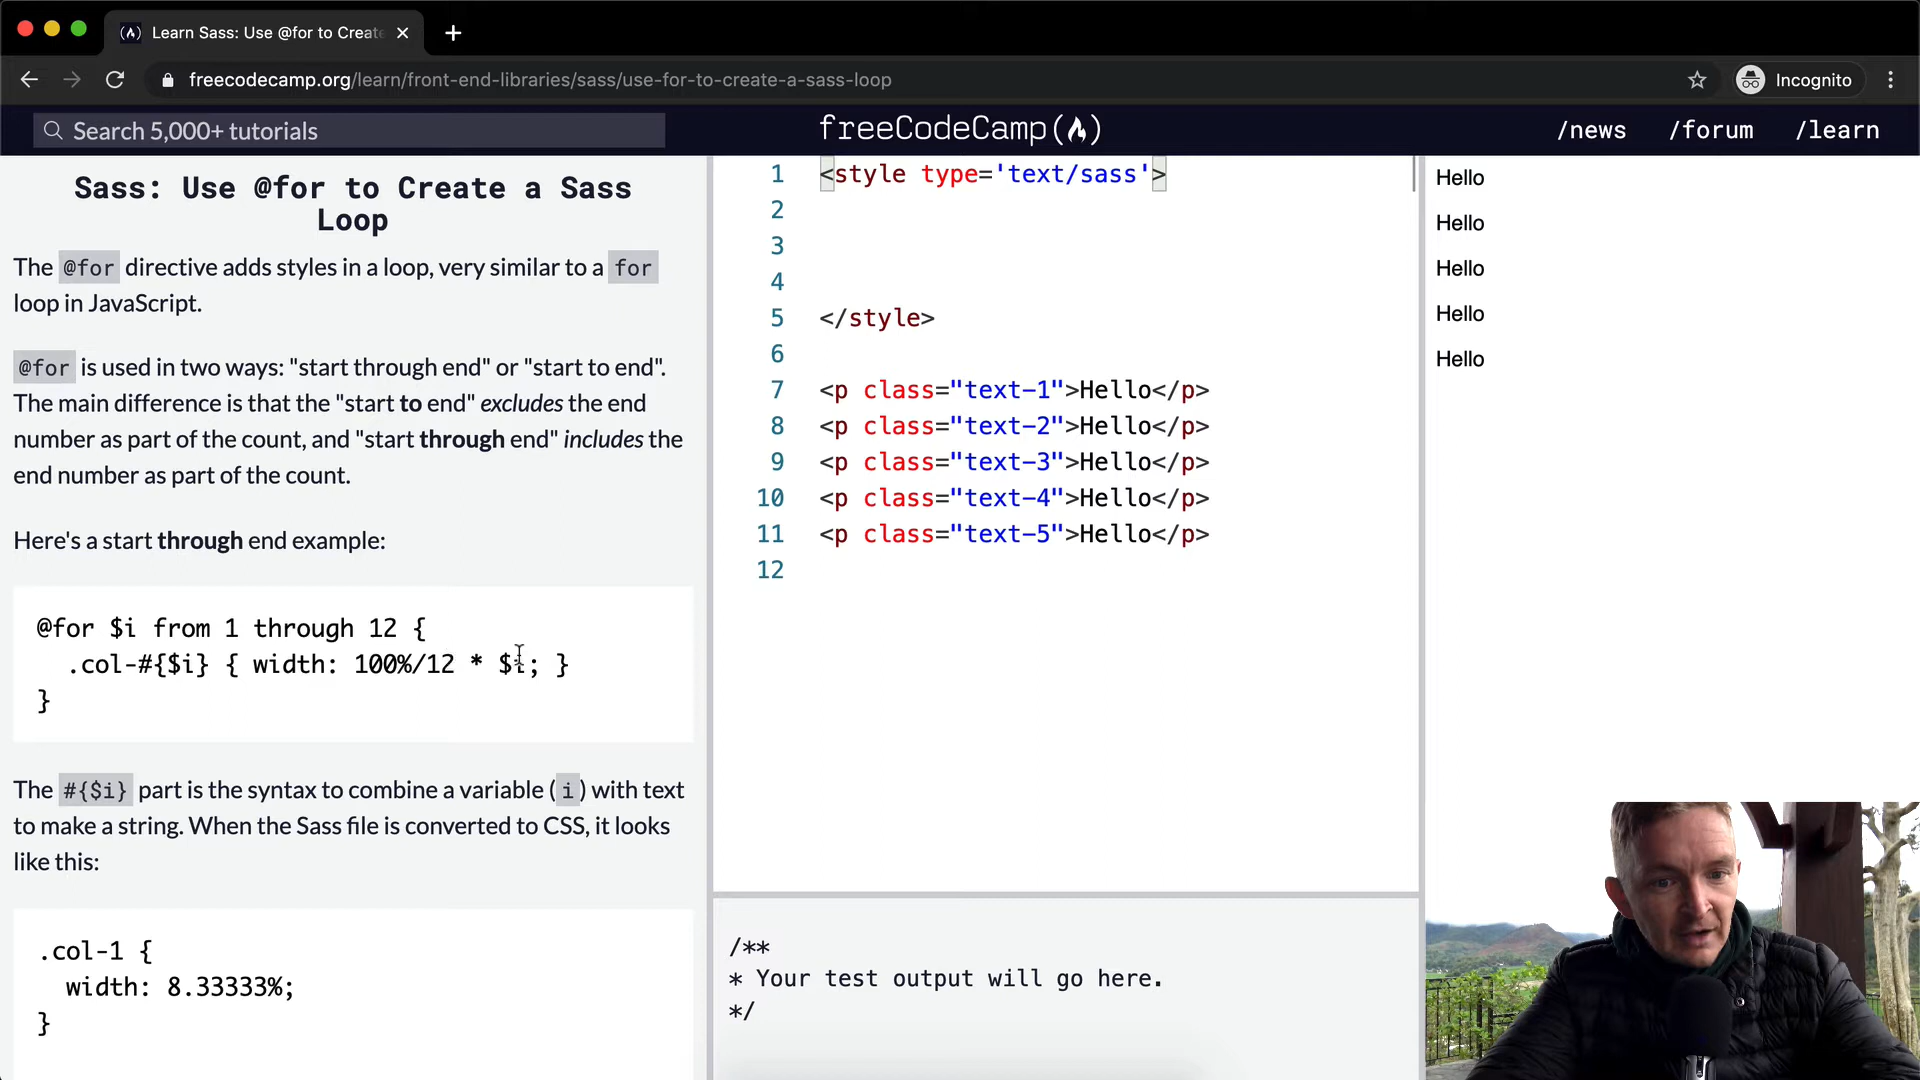 Learn Sass: Use @for to Create
freecodecamp.org/learn/front-end-libraries/sass/use-for-to-create-a-sass-loop
Incognito
Search 5,000+ tutorials
freeCodeCamp
/news
/forum
/learn
Sass: Use @for to Create a Sass
Loop
The @for directive adds styles in a loop, very similar to a for
loop in JavaScript.
@for is used in two ways: "start through end" or "start to end".
The main difference is that the "start to end" excludes the end
number as part of the count, and "start through end" includes the
end number as part of the count.
Here's a start through end example:
@for $i from 1 through 12 {
.col-#{$i} { width: 100%/12 * $i; }
}
The #{$i} part is the syntax to combine a variable (i) with text
to make a string. When the Sass file is converted to CSS, it looks
like this:
.col-1 {
width: 8.33333%;
}
1 <style type='text/sass'>
2
3
4
5 </style>
6
7 <p class="text-1">Hello</p>
8 <p class="text-2">Hello</p>
9 <p class="text-3">Hello</p>
10 <p class="text-4">Hello</p>
11 <p class="text-5">Hello</p>
12
/**
* Your test output will go here.
*/
Hello
Hello
Hello
Hello
Hello